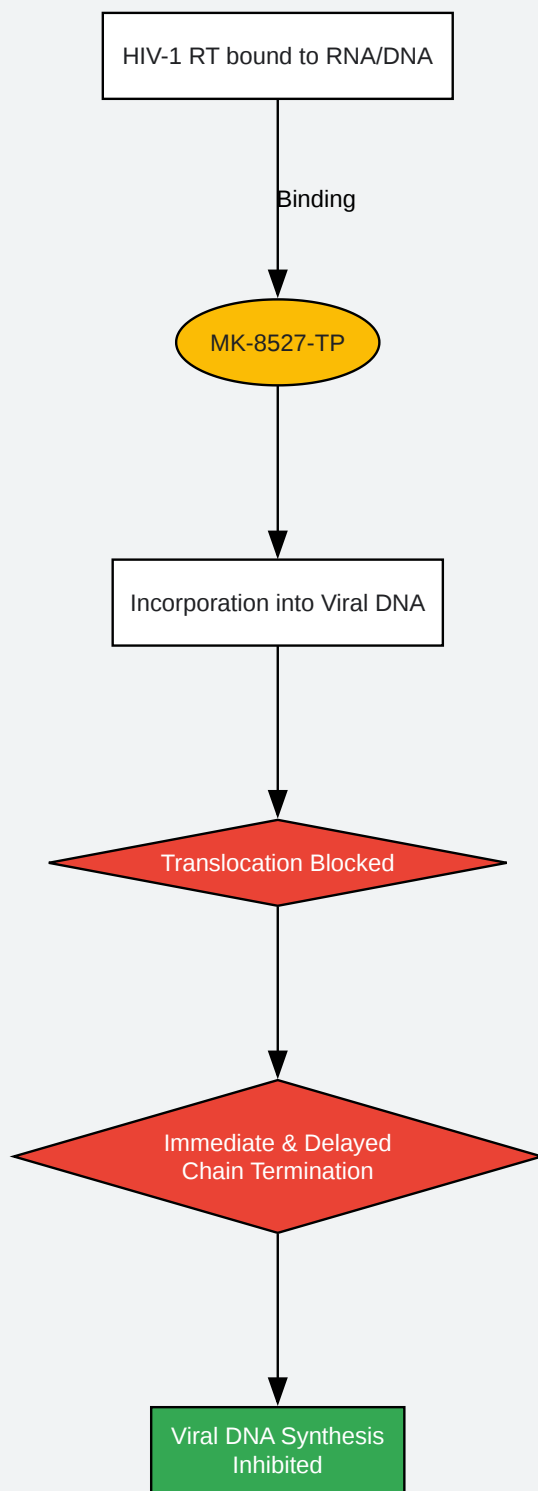 HIV-1 RT bound to RNA/DNA
Binding
MK-8527-TP
Incorporation into Viral DNA
Translocation Blocked
Immediate & Delayed
Chain Termination
Viral DNA Synthesis
Inhibited